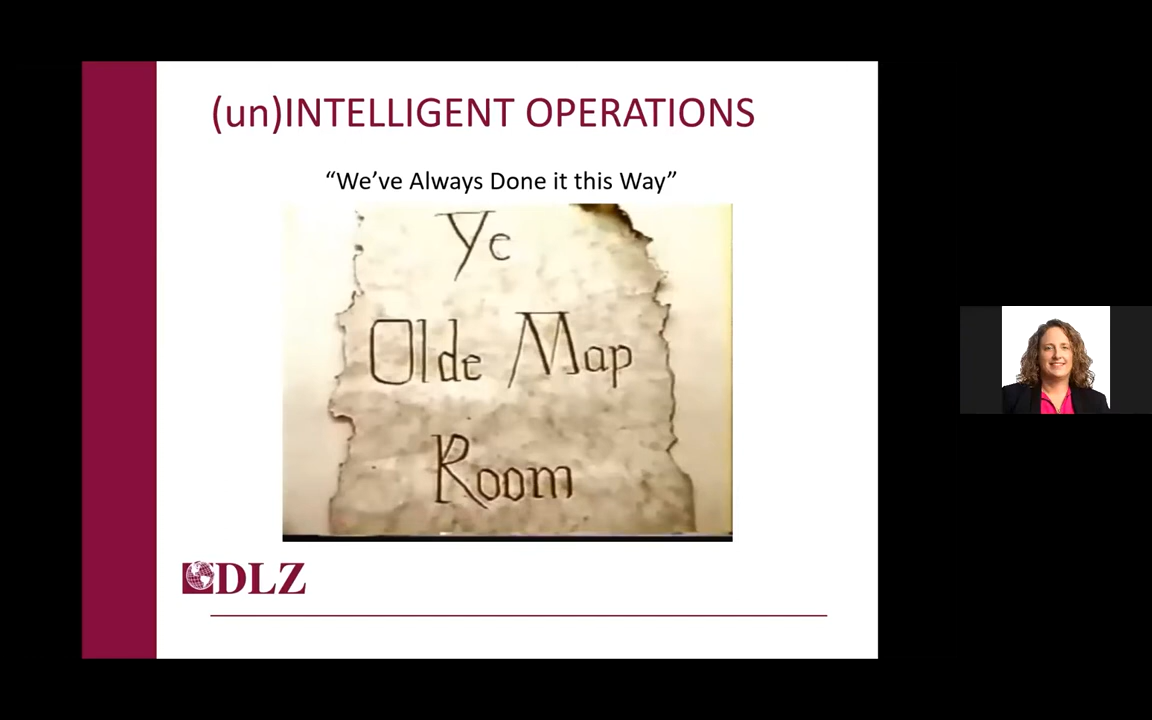 (un)INTELLIGENT OPERATIONS
“We’ve Always Done it this Way”
Ye
Olde Map
Room
DLZ